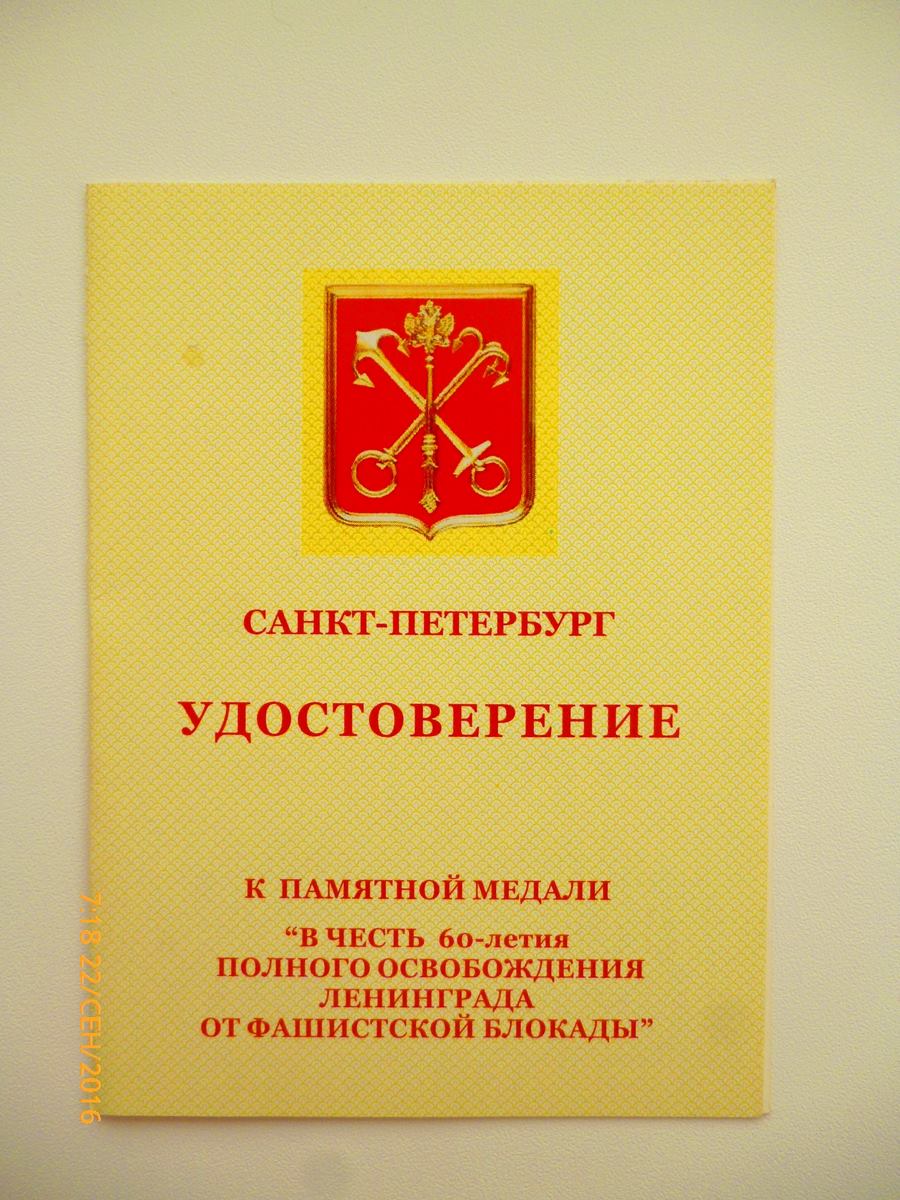 САНКТ-ПЕТЕРБУРГ
УДОСТОВЕРЕНИЕ
К ПАМЯТНОЙ МЕДАЛИ
“В ЧЕСТЬ 60-летия
ПОЛНОГО ОСВОБОЖДЕНИЯ
ЛЕНИНГРАДА
ОТ ФАШИСТСКОЙ БЛОКАДЫ”
7:18 22/СЕН/2016